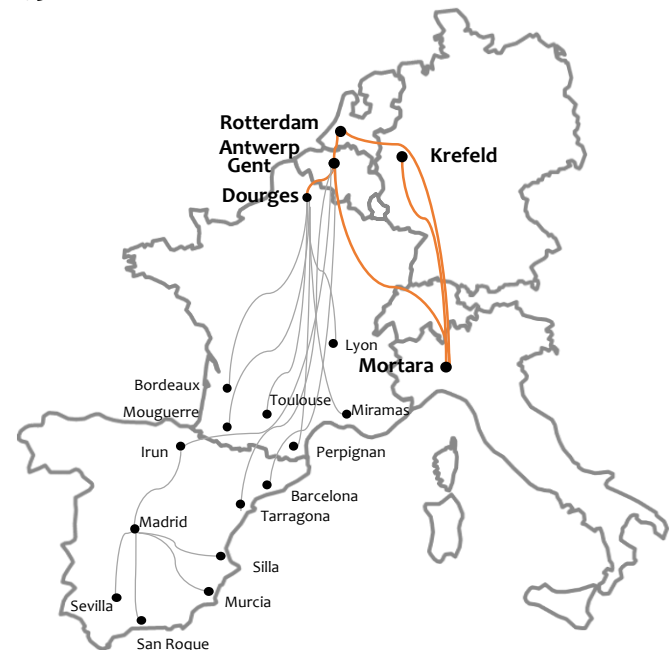 Rotterdam
Antwerp
Gent
Krefeld
Dourges
Lyon
Mortara
Bordeaux
Toulouse
Mouguerre
Miramas
Irun
Perpignan
Barcelona
Tarragona
Madrid
Silla
Sevilla
Murcia
San Roque